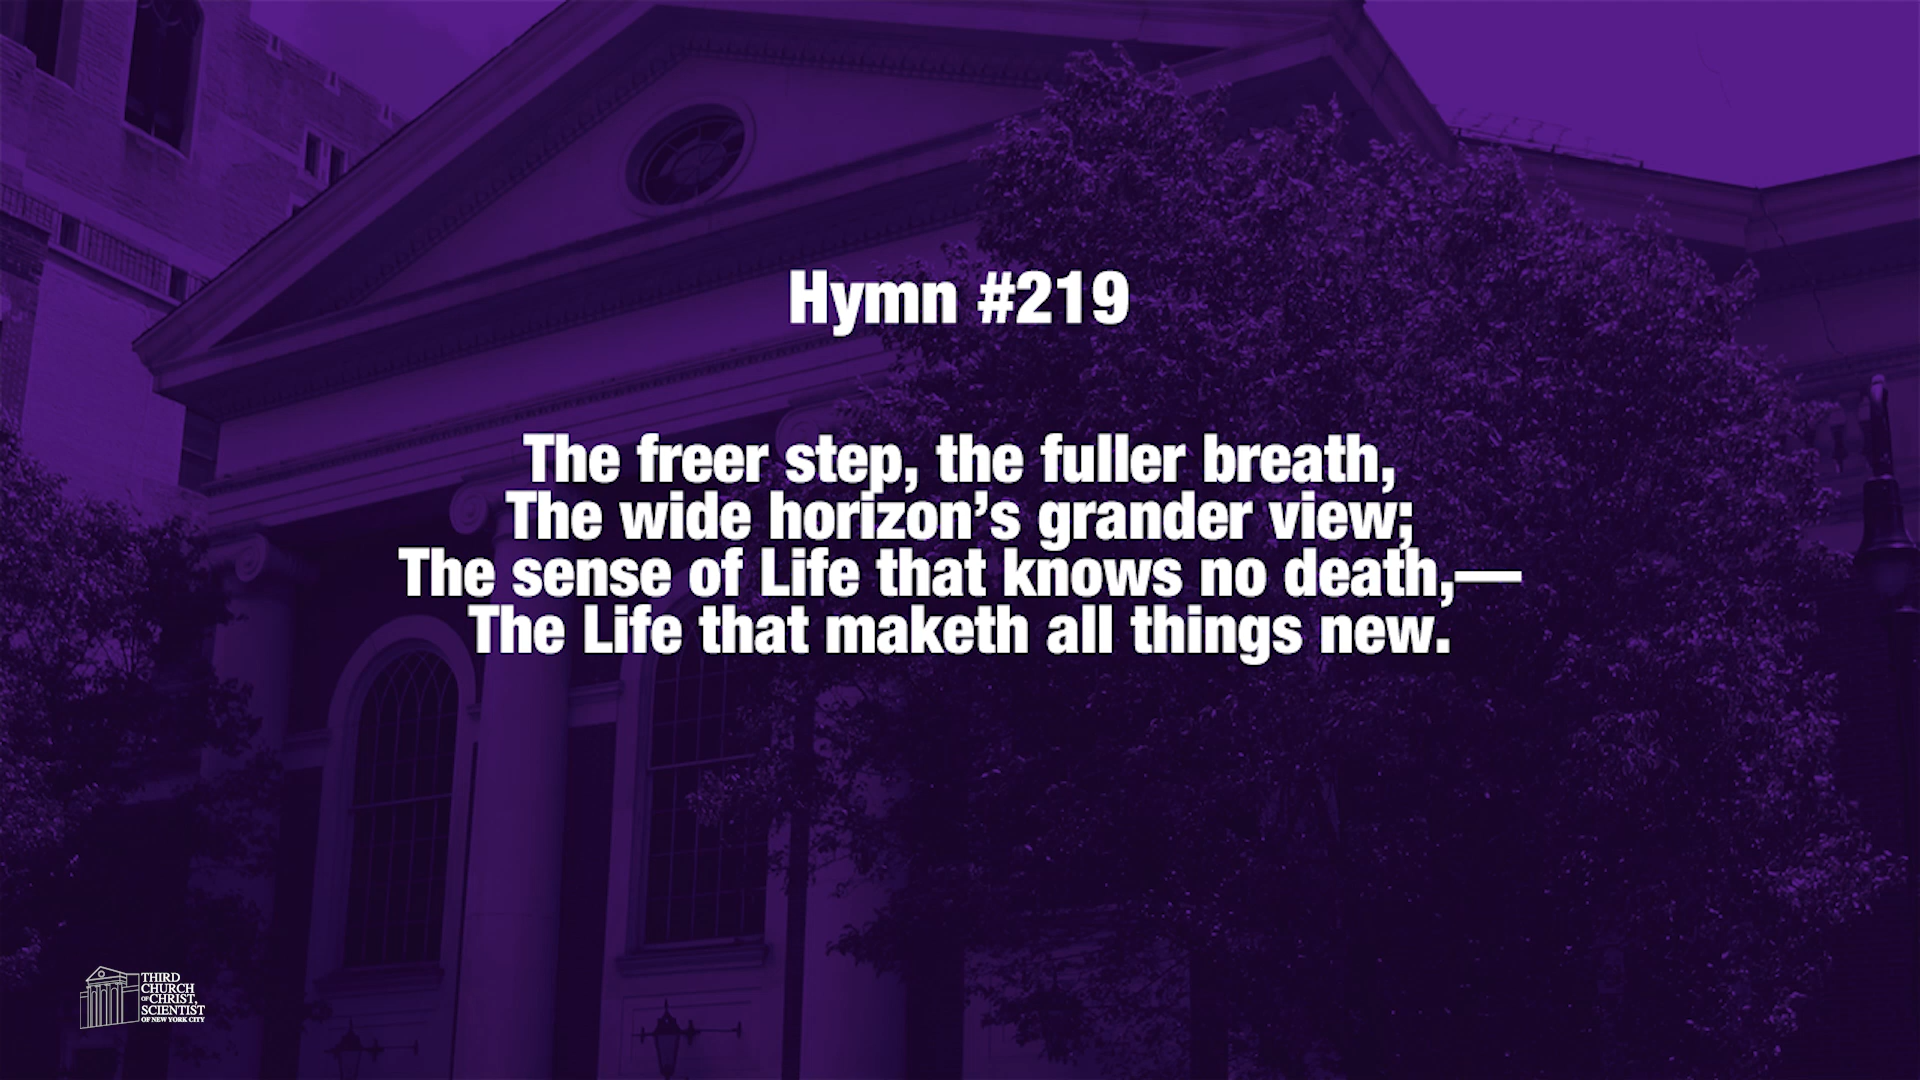 Hymn #219
The freer step, the fuller breath,
The wide horizon’s grander view;
The sense of Life that knows no death,—
The Life that maketh all things new.
THIRD
CHURCH
OF CHRIST,
SCIENTIST
OF NEW YORK CITY